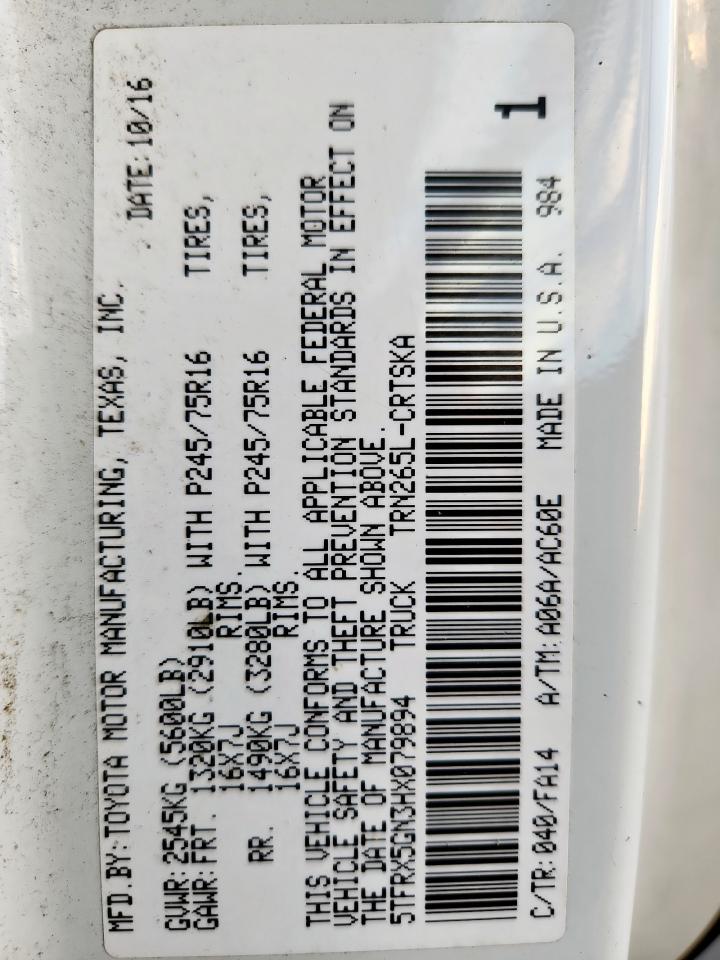 MFD.BY: TOYOTA MOTOR MANUFACTURING, TEXAS, INC.
DATE: 10/16
GVWR: 2545KG (5600LB)
GAWR: FRT. 1320KG (2910LB) WITH P245/75R16 TIRES,
16X7J RIMS.
RR. 1490KG (3280LB) WITH P245/75R16 TIRES,
16X7J RIMS.
THIS VEHICLE CONFORMS TO ALL APPLICABLE FEDERAL MOTOR
VEHICLE SAFETY AND THEFT PREVENTION STANDARDS IN EFFECT ON
THE DATE OF MANUFACTURE SHOWN ABOVE.
5TFRX5GN3HX079894 TRUCK TRN265L-CRTSKA
1
C/TR: 040/FA14 A/TM: A06A/AC60E MADE IN U.S.A. 984